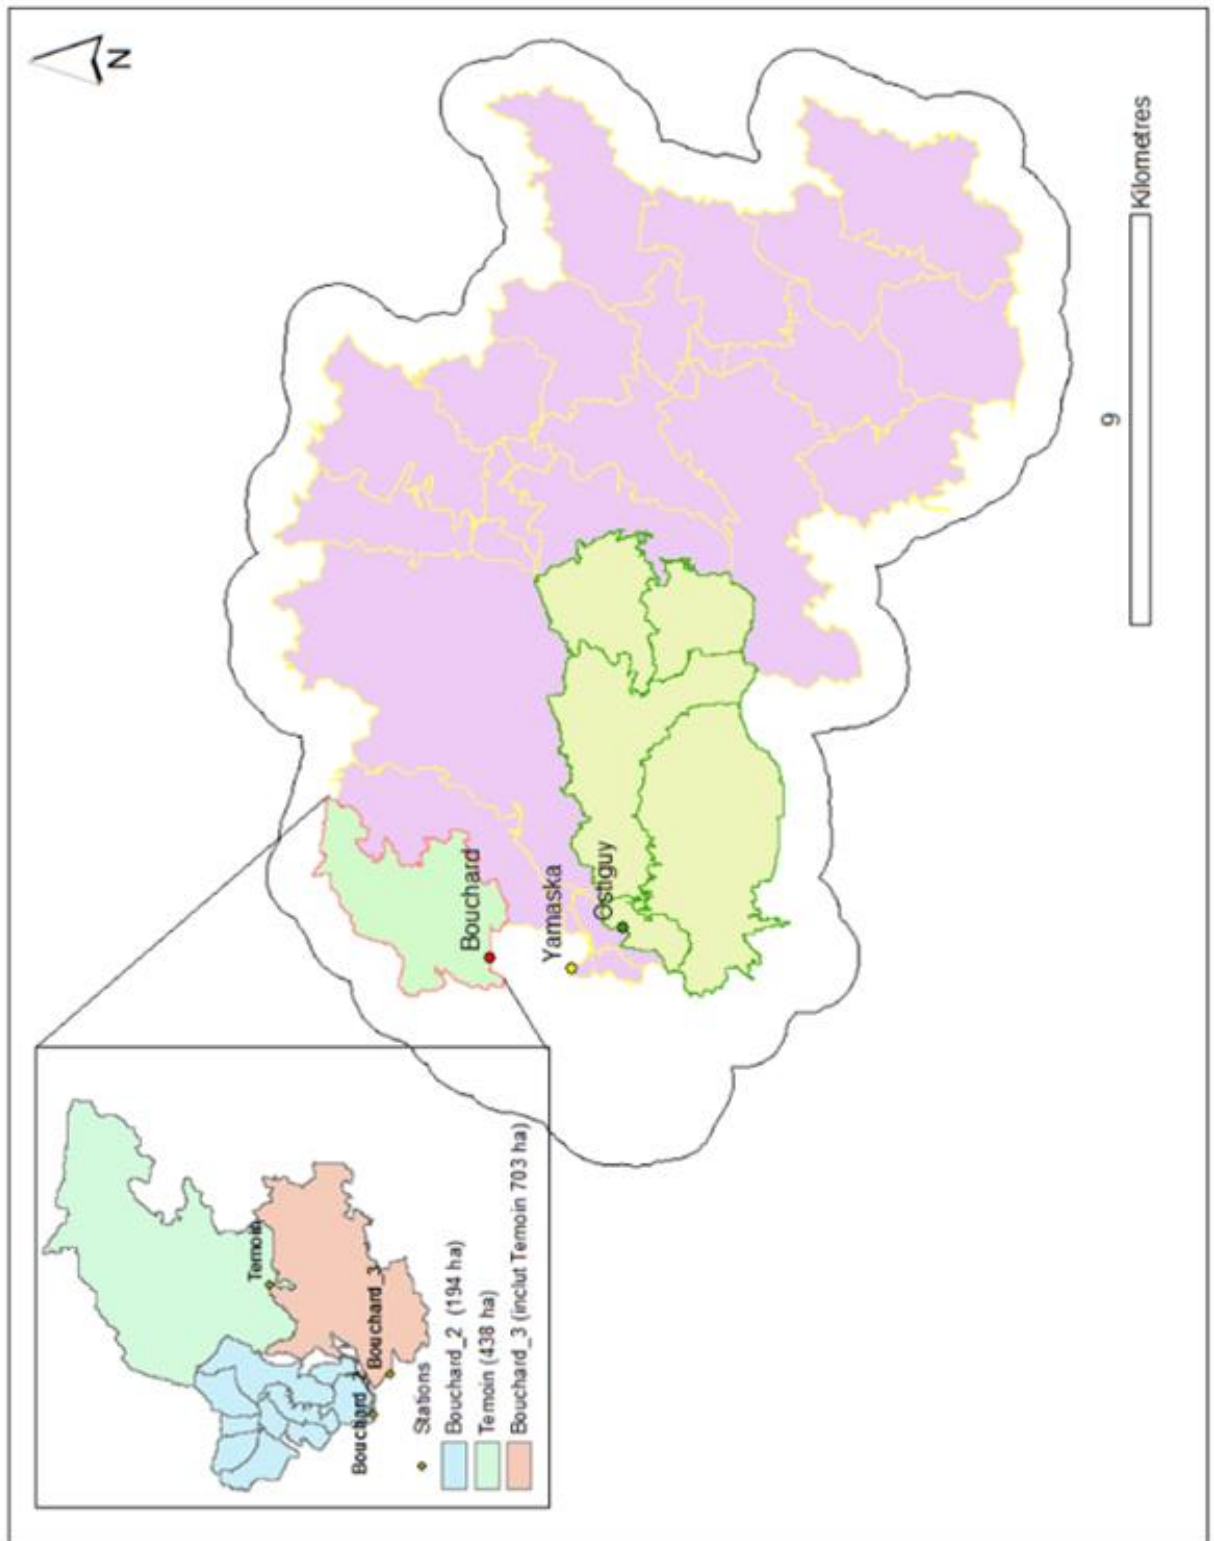 N
Temoin
Bouchard_3
Bouchard_2
Stations
Bouchard_2 (194 ha)
Temoin (438 ha)
Bouchard_3 (inclut Temoin 703 ha)
Bouchard
Yamaska
Ostiguy
9
Kilometres